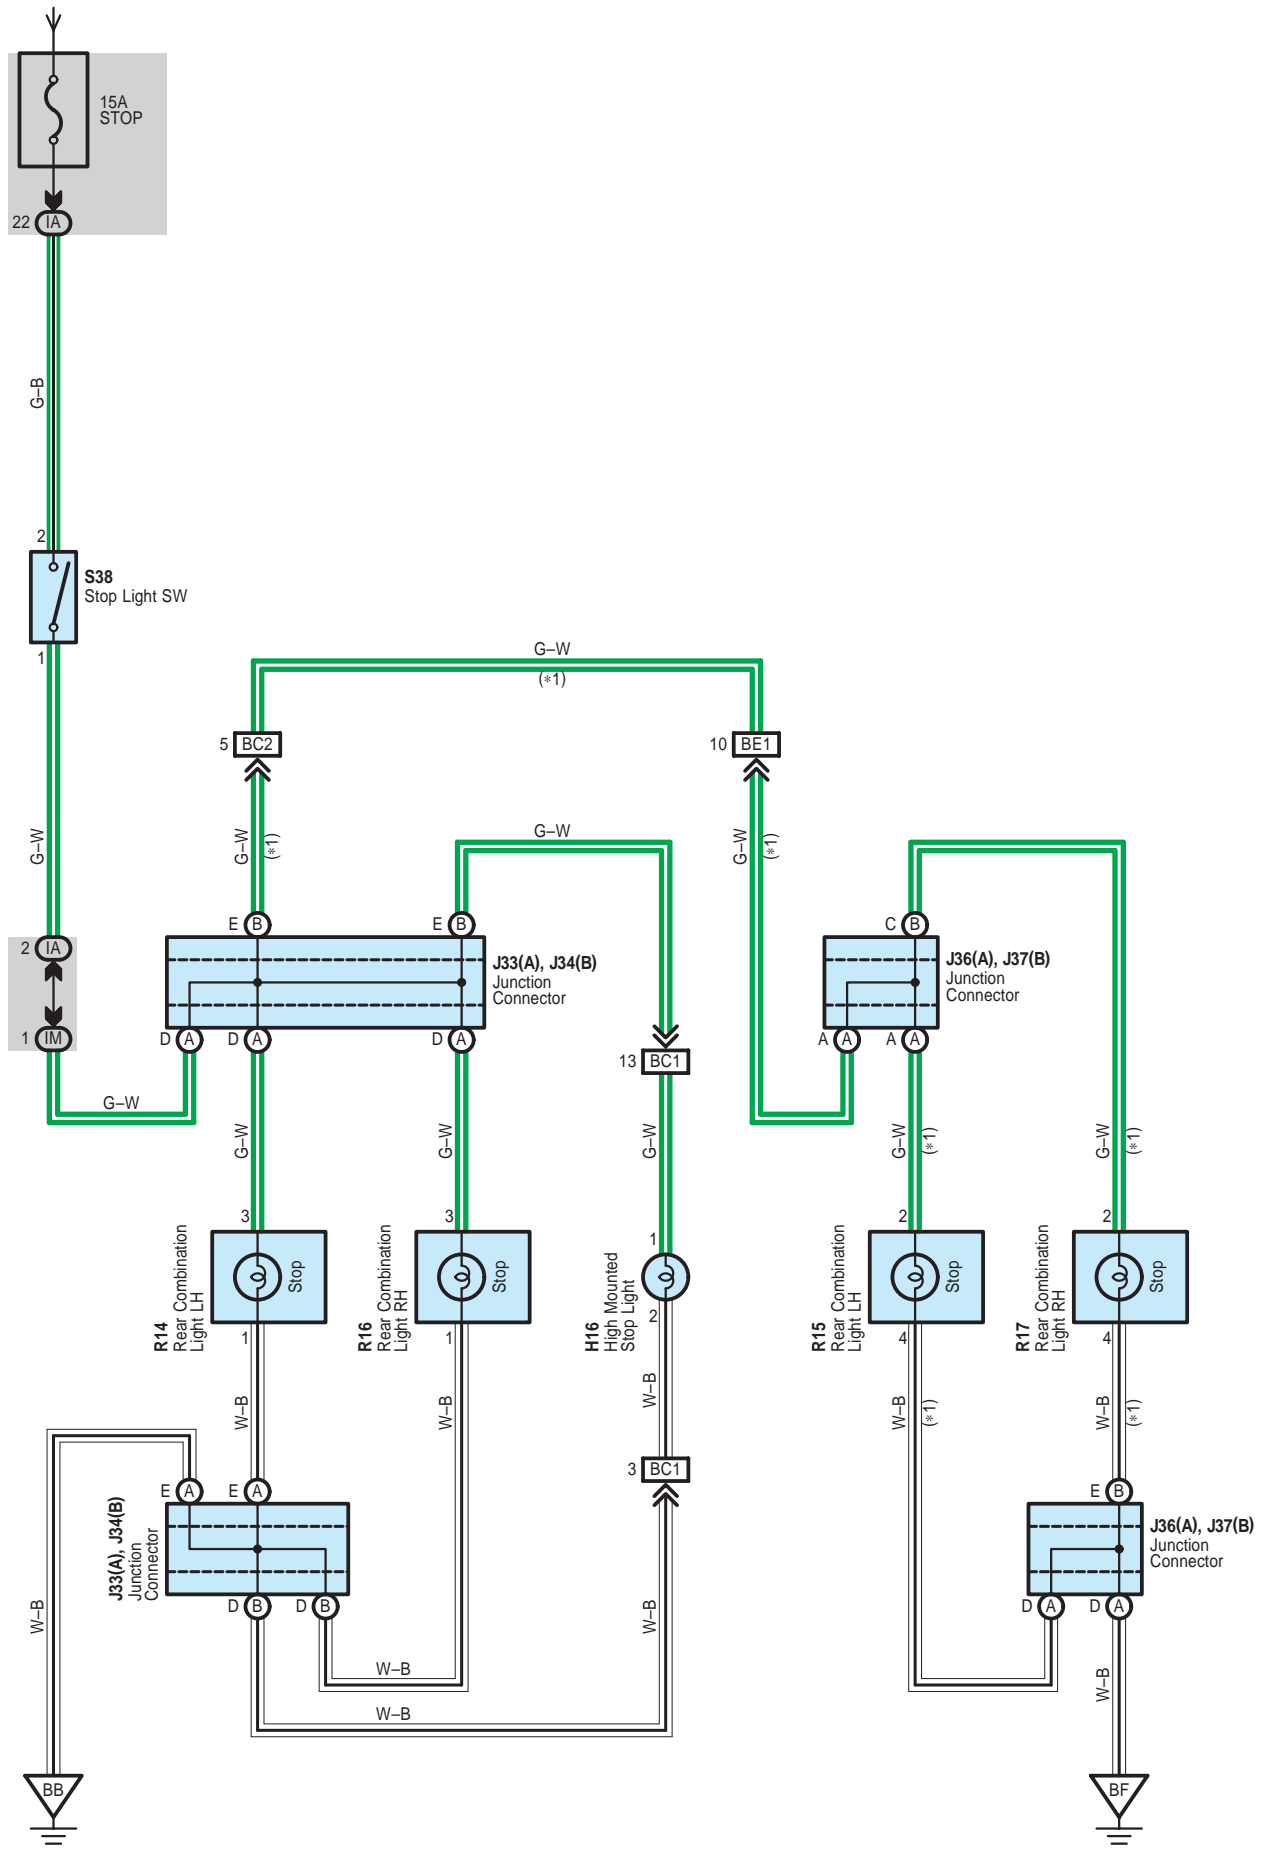 15A
STOP
22 IA
G–B
2
S38
Stop Light SW
1
G–W
(∗1)
5 BC2
10 BE1
G–W
G–W
(∗1)
G–W
G–W
(∗1)
E B
E B
C B
2 IA
J33(A), J34(B)
Junction
Connector
J36(A), J37(B)
Junction
Connector
1 IM
D A
D A
D A
A A
A A
13 BC1
G–W
G–W
G–W
G–W
G–W
(∗1)
G–W
(∗1)
3
Stop
R14
Rear Combination
Light LH
1
3
Stop
R16
Rear Combination
Light RH
1
1
H16
High Mounted
Stop Light
2
2
Stop
R15
Rear Combination
Light LH
4
2
Stop
R17
Rear Combination
Light RH
4
W–B
W–B
W–B
W–B
(∗1)
W–B
(∗1)
3 BC1
E A
E A
E B
J33(A), J34(B)
Junction
Connector
J36(A), J37(B)
Junction
Connector
D B
D B
D A
D A
W–B
W–B
W–B
W–B
W–B
BB
BF